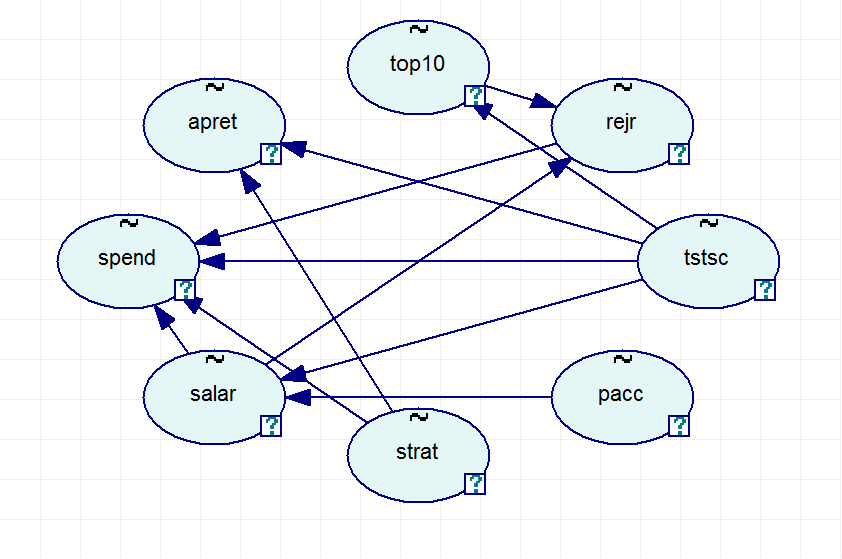 top10
apret
rejr
spend
tstsc
salar
pacc
strat